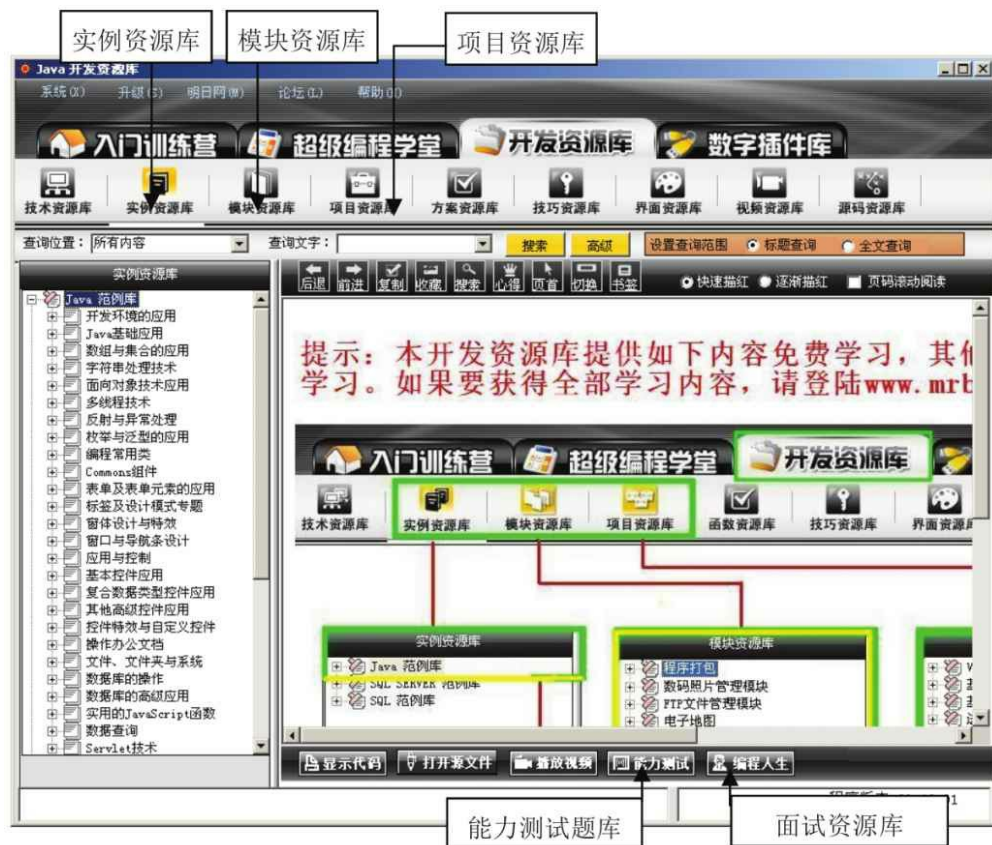 实例资源库 模块资源库 项目资源库
Java 开发资源库
系统(X) 升级(S) 明日网(W) 论坛(L) 帮助
入门训练营 超级编程学堂 开发资源库 数字插件库
技术资源库 实例资源库 模块资源库 项目资源库 方案资源库 技巧资源库 界面资源库 视频资源库 源码资源库
查询位置: 所有内容 查询文字: 搜索 高级 设置查询范围 标题查询 全文查询
实例资源库
后退 前进 复制 收藏 搜索 心得 页首 切换 书签 快速描红 逐渐描红 页码滚动阅读
Java 范例库
开发环境的应用
Java基础应用
数组与集合的应用
字符串处理技术
面向对象技术应用
多线程技术
反射与异常处理
枚举与泛型的应用
编程常用类
Commons组件
表单及表单元素的应用
标签及设计模式专题
窗体设计与特效
窗口与导航条设计
应用与控制
基本控件应用
复合数据类型控件应用
其他高级控件应用
控件特效与自定义控件
操作办公文档
文件、文件夹与系统
数据库的操作
数据库的高级应用
实用的JavaScript函数
数据查询
Servlet技术
提示：本开发资源库提供如下内容免费学习，其他
学习。如果要获得全部学习内容，请登陆www.mrb
入门训练营 超级编程学堂 开发资源库
技术资源库 实例资源库 模块资源库 项目资源库 函数资源库 技巧资源库 界面资源
实例资源库
Java 范例库
SQL SERVER 范例库
SQL 范例库
模块资源库
程序打包
数码照片管理模块
FTP文件管理模块
电子地图
显示代码 打开源文件 播放视频 能力测试 编程人生
能力测试题库 面试资源库